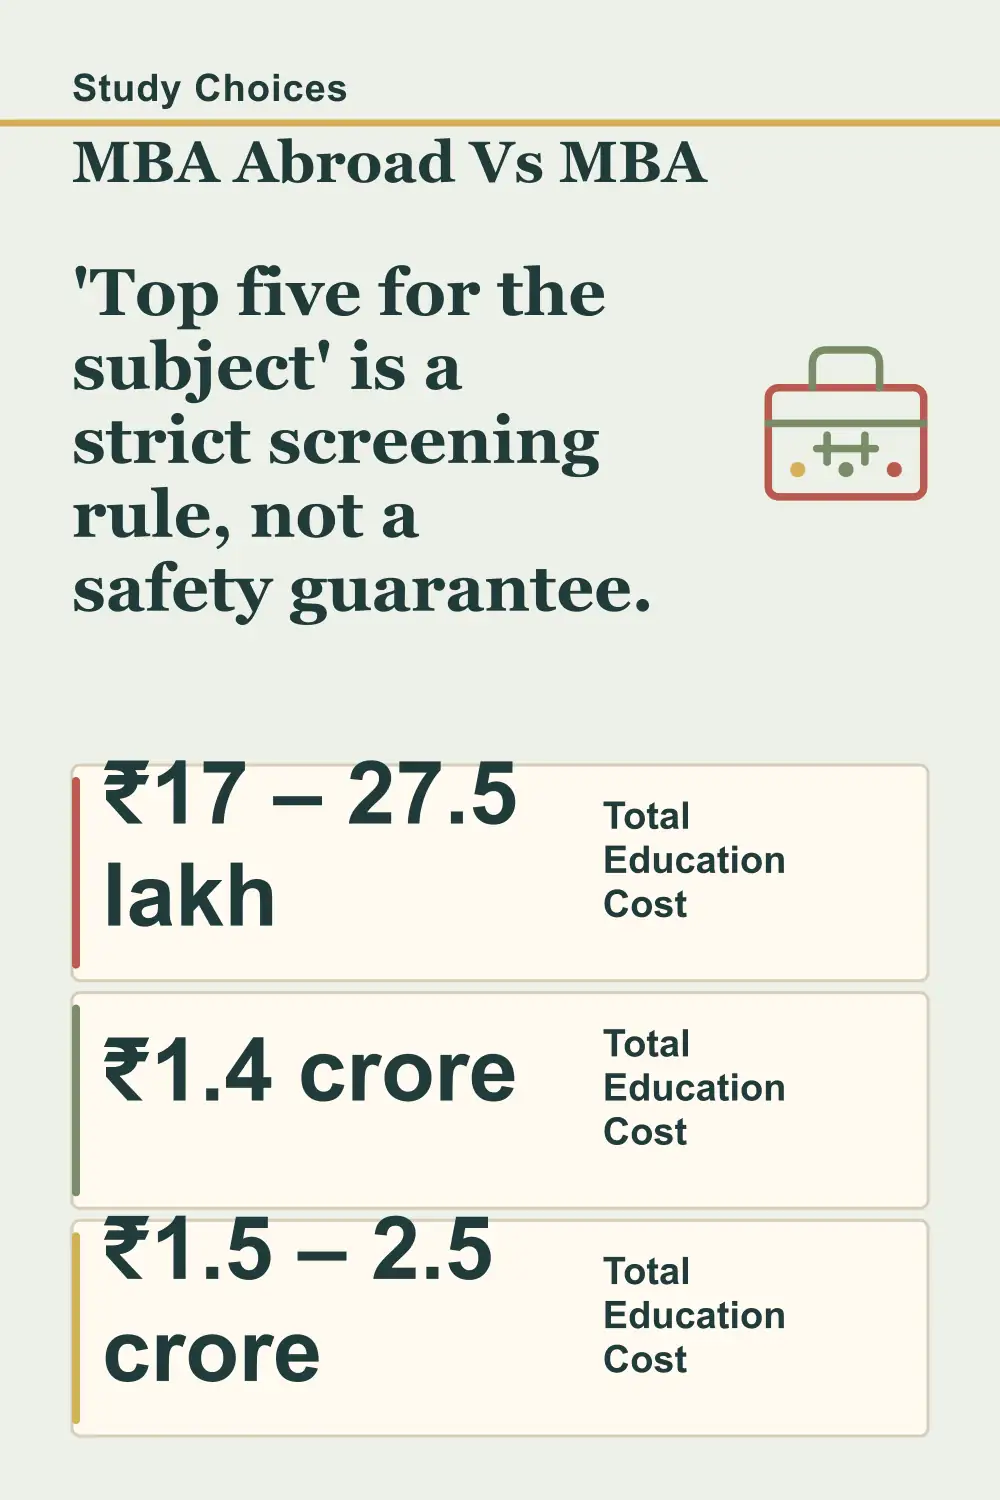 Study Choices
MBA Abroad Vs MBA
'Top five for the
subject' is a
strict screening
rule, not a
safety guarantee.
₹17 – 27.5
lakh
Total
Education
Cost
₹1.4 crore
Total
Education
Cost
₹1.5 – 2.5
crore
Total
Education
Cost